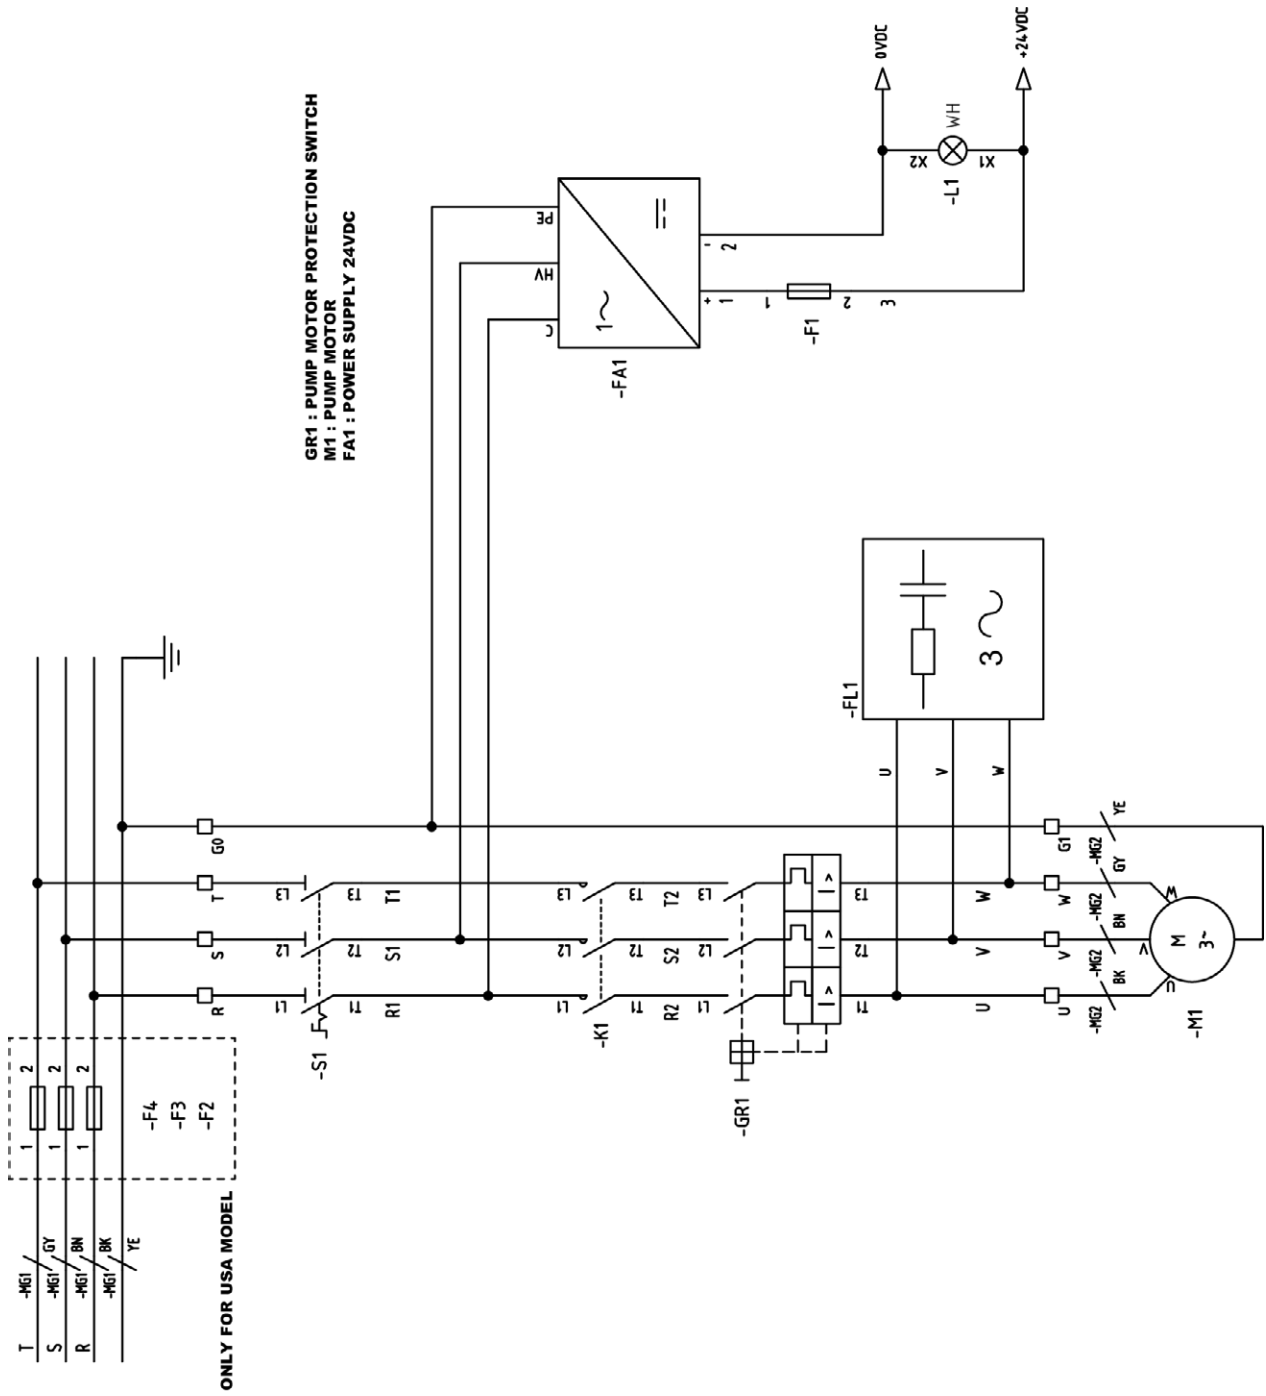 GR1 : PUMP MOTOR PROTECTION SWITCH
M1 : PUMP MOTOR
FA1 : POWER SUPPLY 24VDC
ONLY FOR USA MODEL
T
S
R
-MG1
GY
-MG1
BN
-MG1
BK
-MG1
YE
1
2
1
2
1
2
-F4
-F3
-F2
G0
T
S
R
-S1
L3
T3
T1
L2
T2
S1
L1
T1
R1
-K1
L3
T3
T2
L2
T2
S2
L1
T1
R2
-GR1
L3
L2
L1
>
>
>
T3
T2
T1
W
V
U
-FL1
U
V
W
3
G1
W
V
U
-MG2
YE
-MG2
GY
-MG2
BN
-MG2
BK
W
V
U
M
3~
-M1
PE
HV
C
1~
-FA1
-
2
+
1
1
2
3
-F1
X2
X1
-L1
WH
0VDC
+24VDC